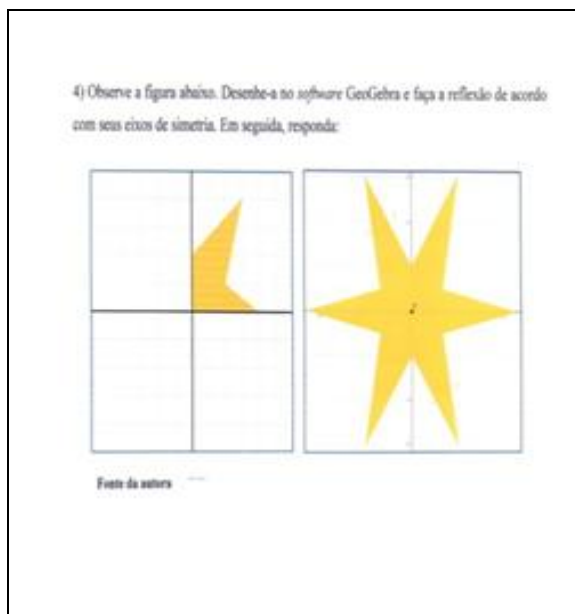 4) Observe a figura abaixo. Desenhe-a no software GeoGebra e faça a reflexão de acordo
com seus eixos de simetria. Em seguida, responda:
Fonte da autora